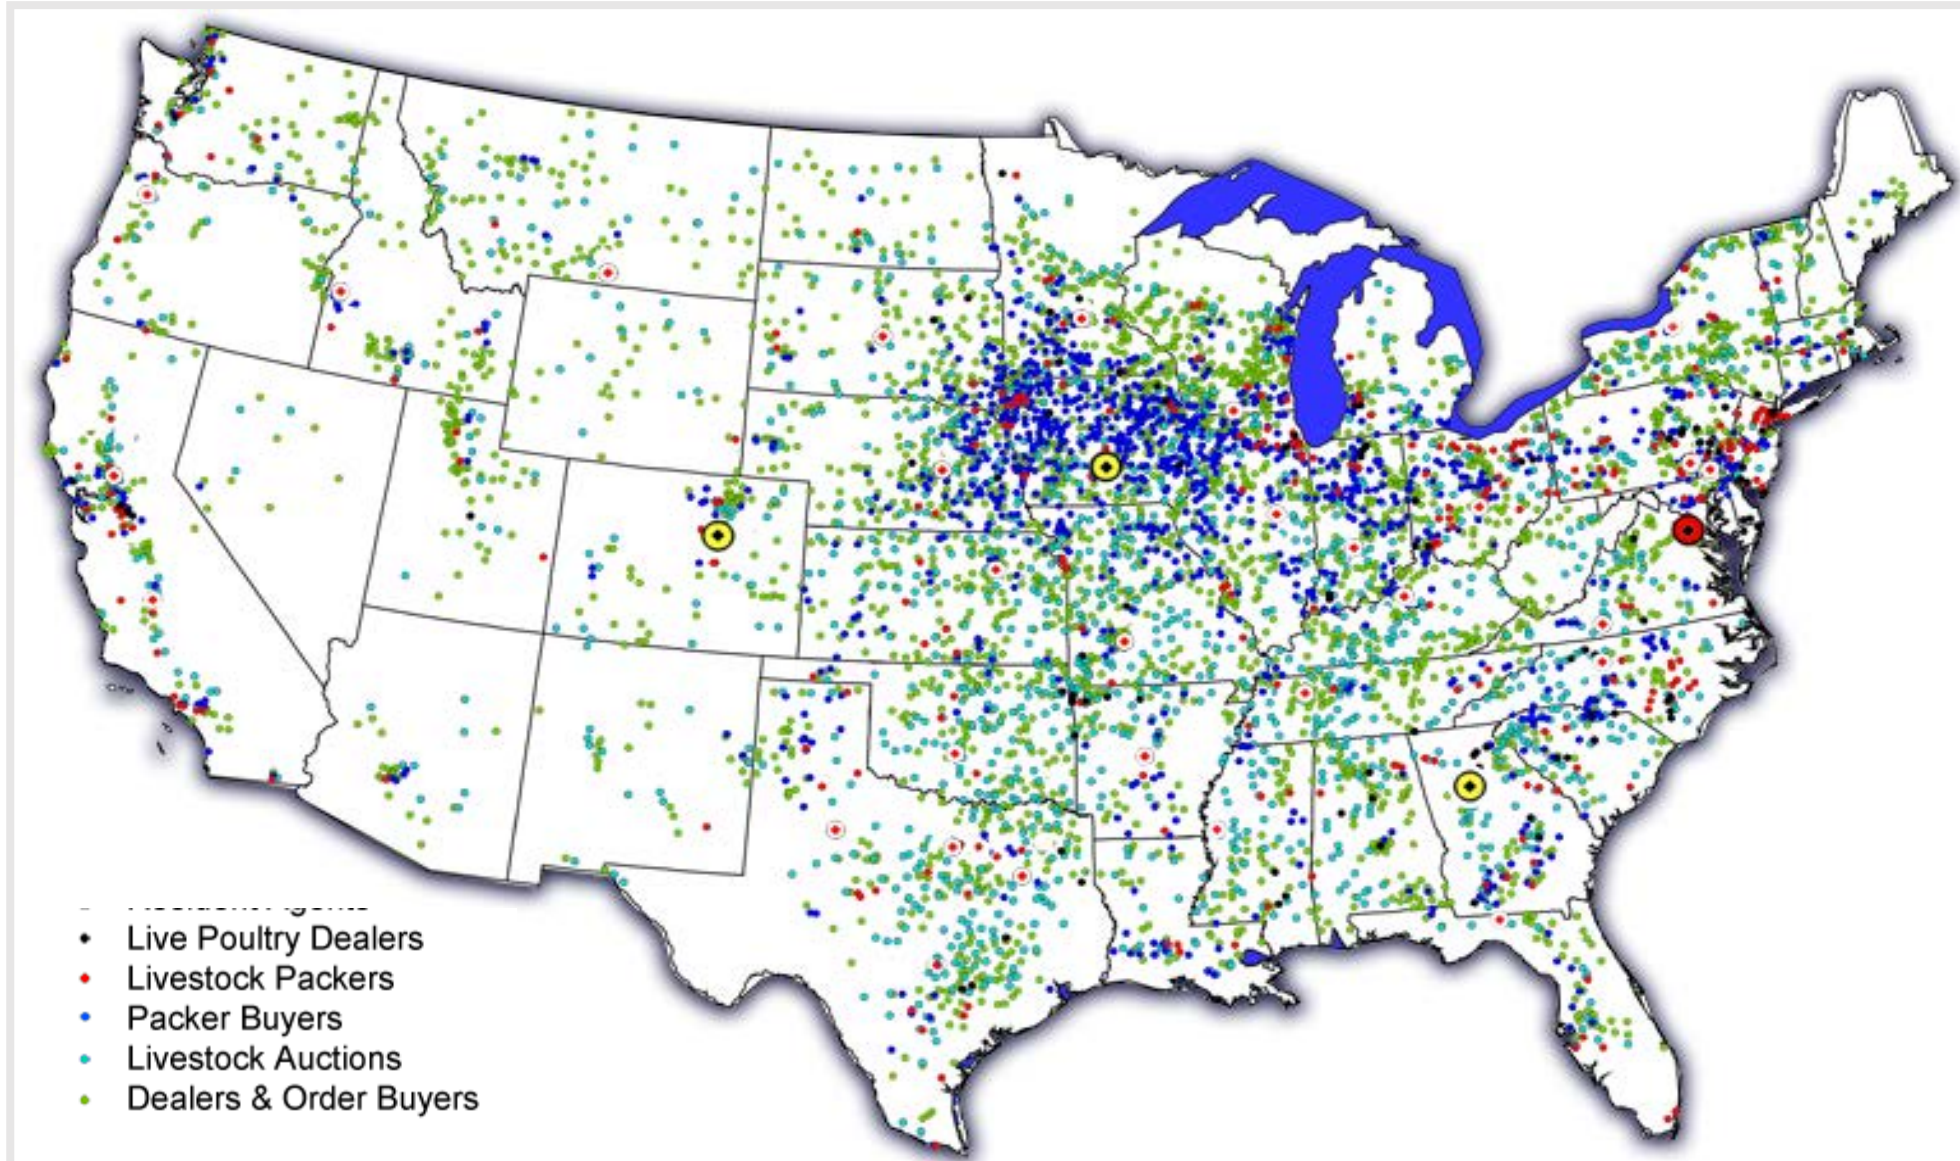 Live Poultry Dealers
Livestock Packers
Packer Buyers
Livestock Auctions
Dealers & Order Buyers